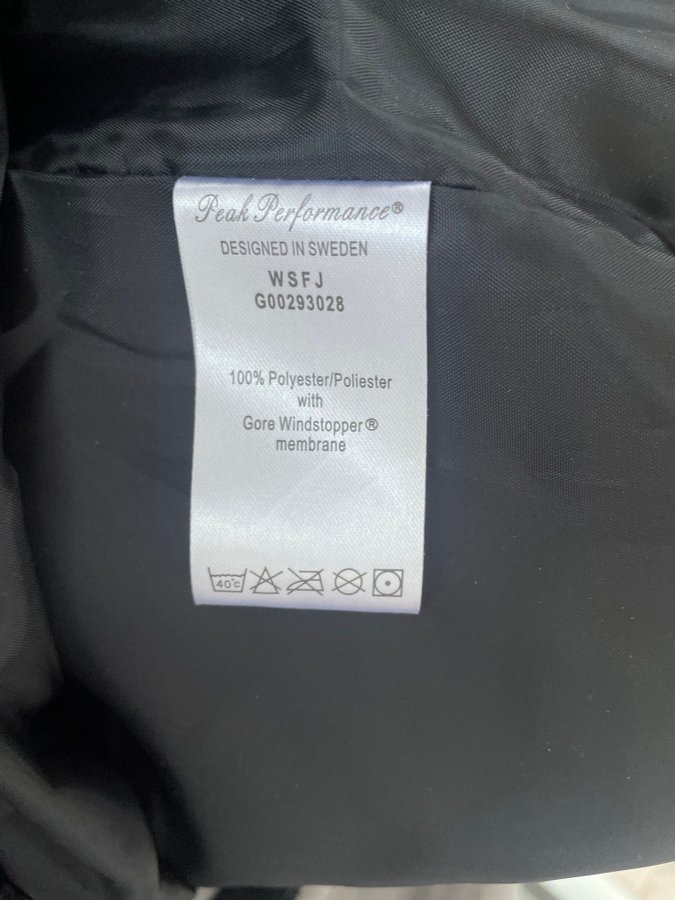 Peak Performance®
DESIGNED IN SWEDEN
WSFJ
G00293028
100% Polyester/Poliester
with
Gore Windstopper®
membrane
40°c